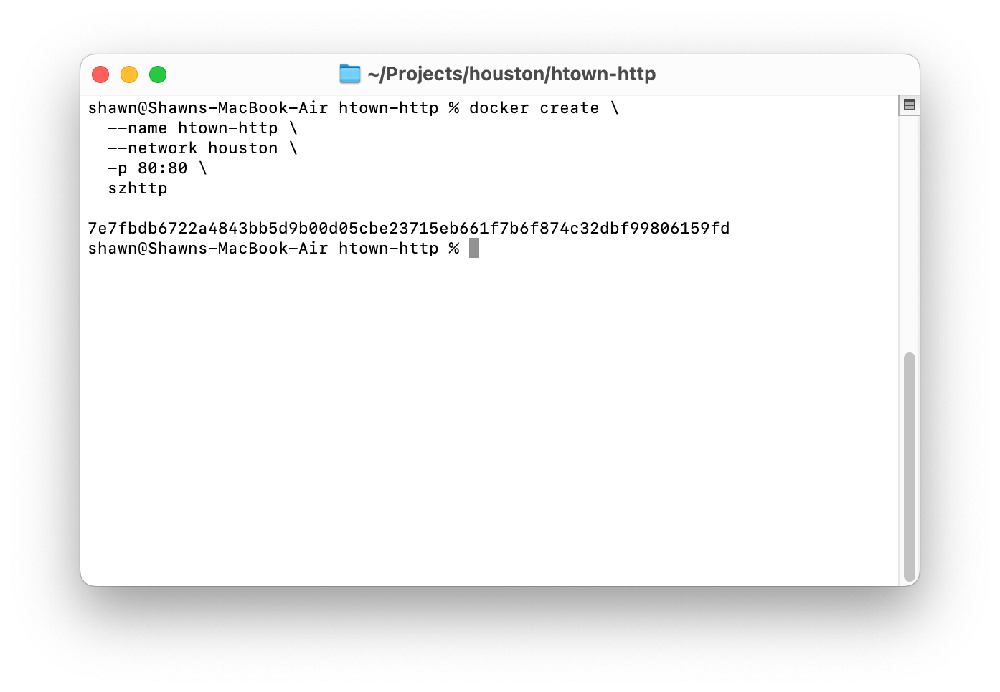 ~/Projects/houston/htown-http
shawn@Shawns-MacBook-Air htown-http % docker create \
--name htown-http \
--network houston \
-p 80:80 \
szhttp
7e7fbdb6722a4843bb5d9b00d05cbe23715eb661f7b6f874c32dbf99806159fd
shawn@Shawns-MacBook-Air htown-http %